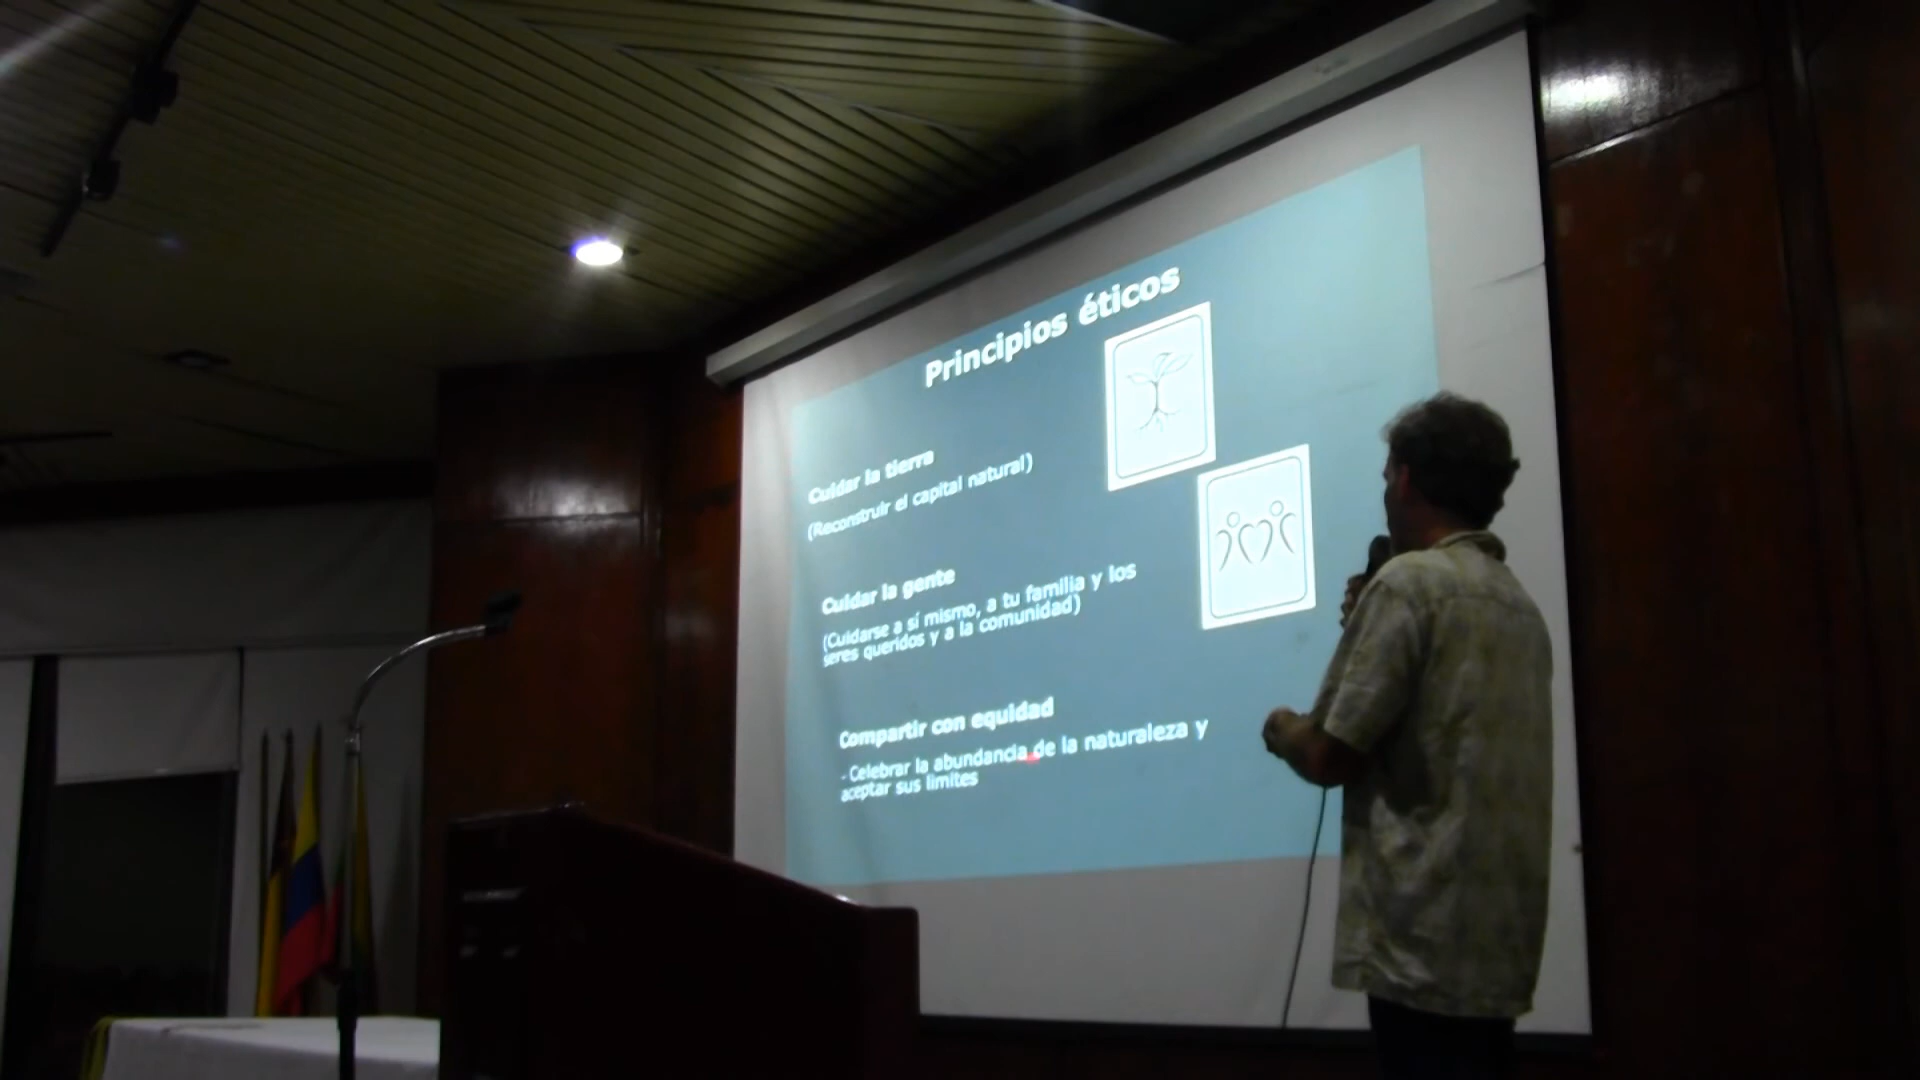 Principios éticos
Cuidar la tierra
(Reconstruir el capital natural)
Cuidar la gente
(Cuidarse a sí mismo, a tu familia y los
seres queridos y a la comunidad)
Compartir con equidad
- Celebrar la abundancia de la naturaleza y
aceptar sus limites